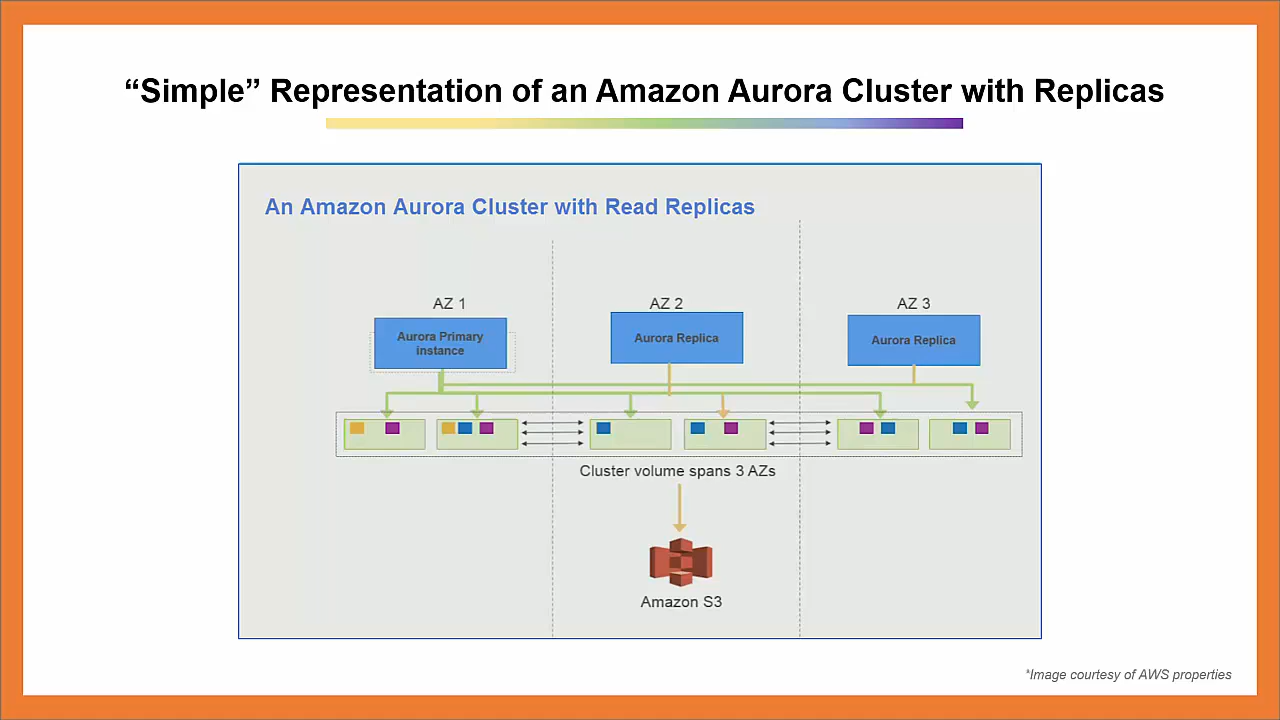 “Simple” Representation of an Amazon Aurora Cluster with Replicas
An Amazon Aurora Cluster with Read Replicas
AZ 1
AZ 2
AZ 3
Aurora Primary
instance
Aurora Replica
Aurora Replica
Cluster volume spans 3 AZs
Amazon S3
*Image courtesy of AWS properties